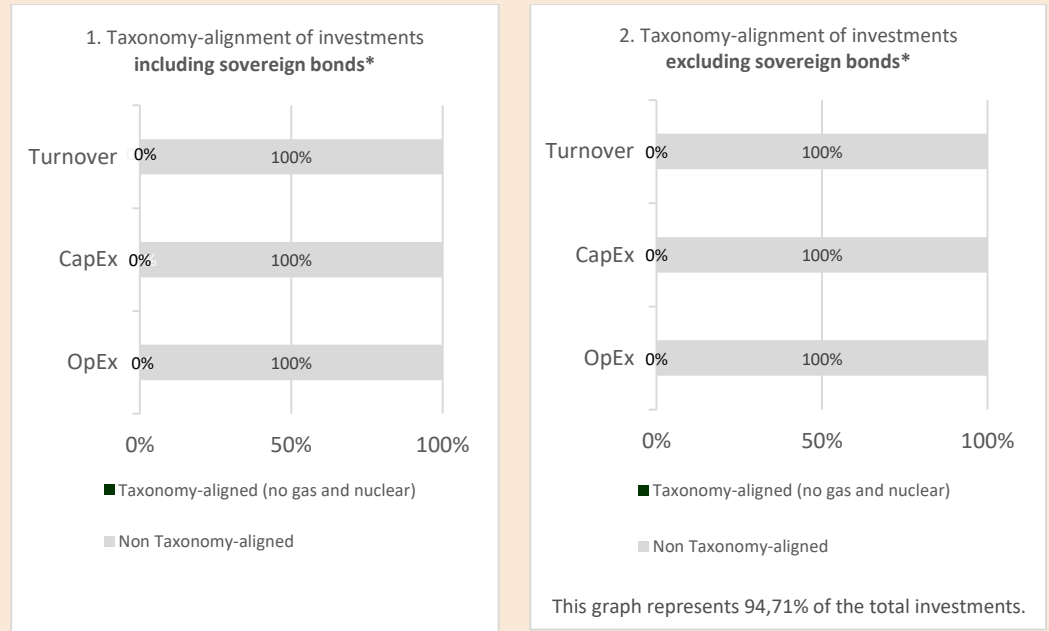 1. Taxonomy-alignment of investments
including sovereign bonds*
Turnover 0% 100%
CapEx 0% 100%
OpEx 0% 100%
0% 50% 100%
Taxonomy-aligned (no gas and nuclear)
Non Taxonomy-aligned
2. Taxonomy-alignment of investments
excluding sovereign bonds*
Turnover 0% 100%
CapEx 0% 100%
OpEx 0% 100%
0% 50% 100%
Taxonomy-aligned (no gas and nuclear)
Non Taxonomy-aligned
This graph represents 94,71% of the total investments.